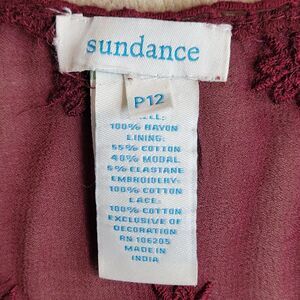 sundance
P12
100% RAYON
LINING:
55% COTTON
40% MODAL
5% ELASTANE
EMBROIDERY:
100% COTTON
LACE:
100% COTTON
EXCLUSIVE OF
DECORATION
RN 106205
MADE IN
INDIA